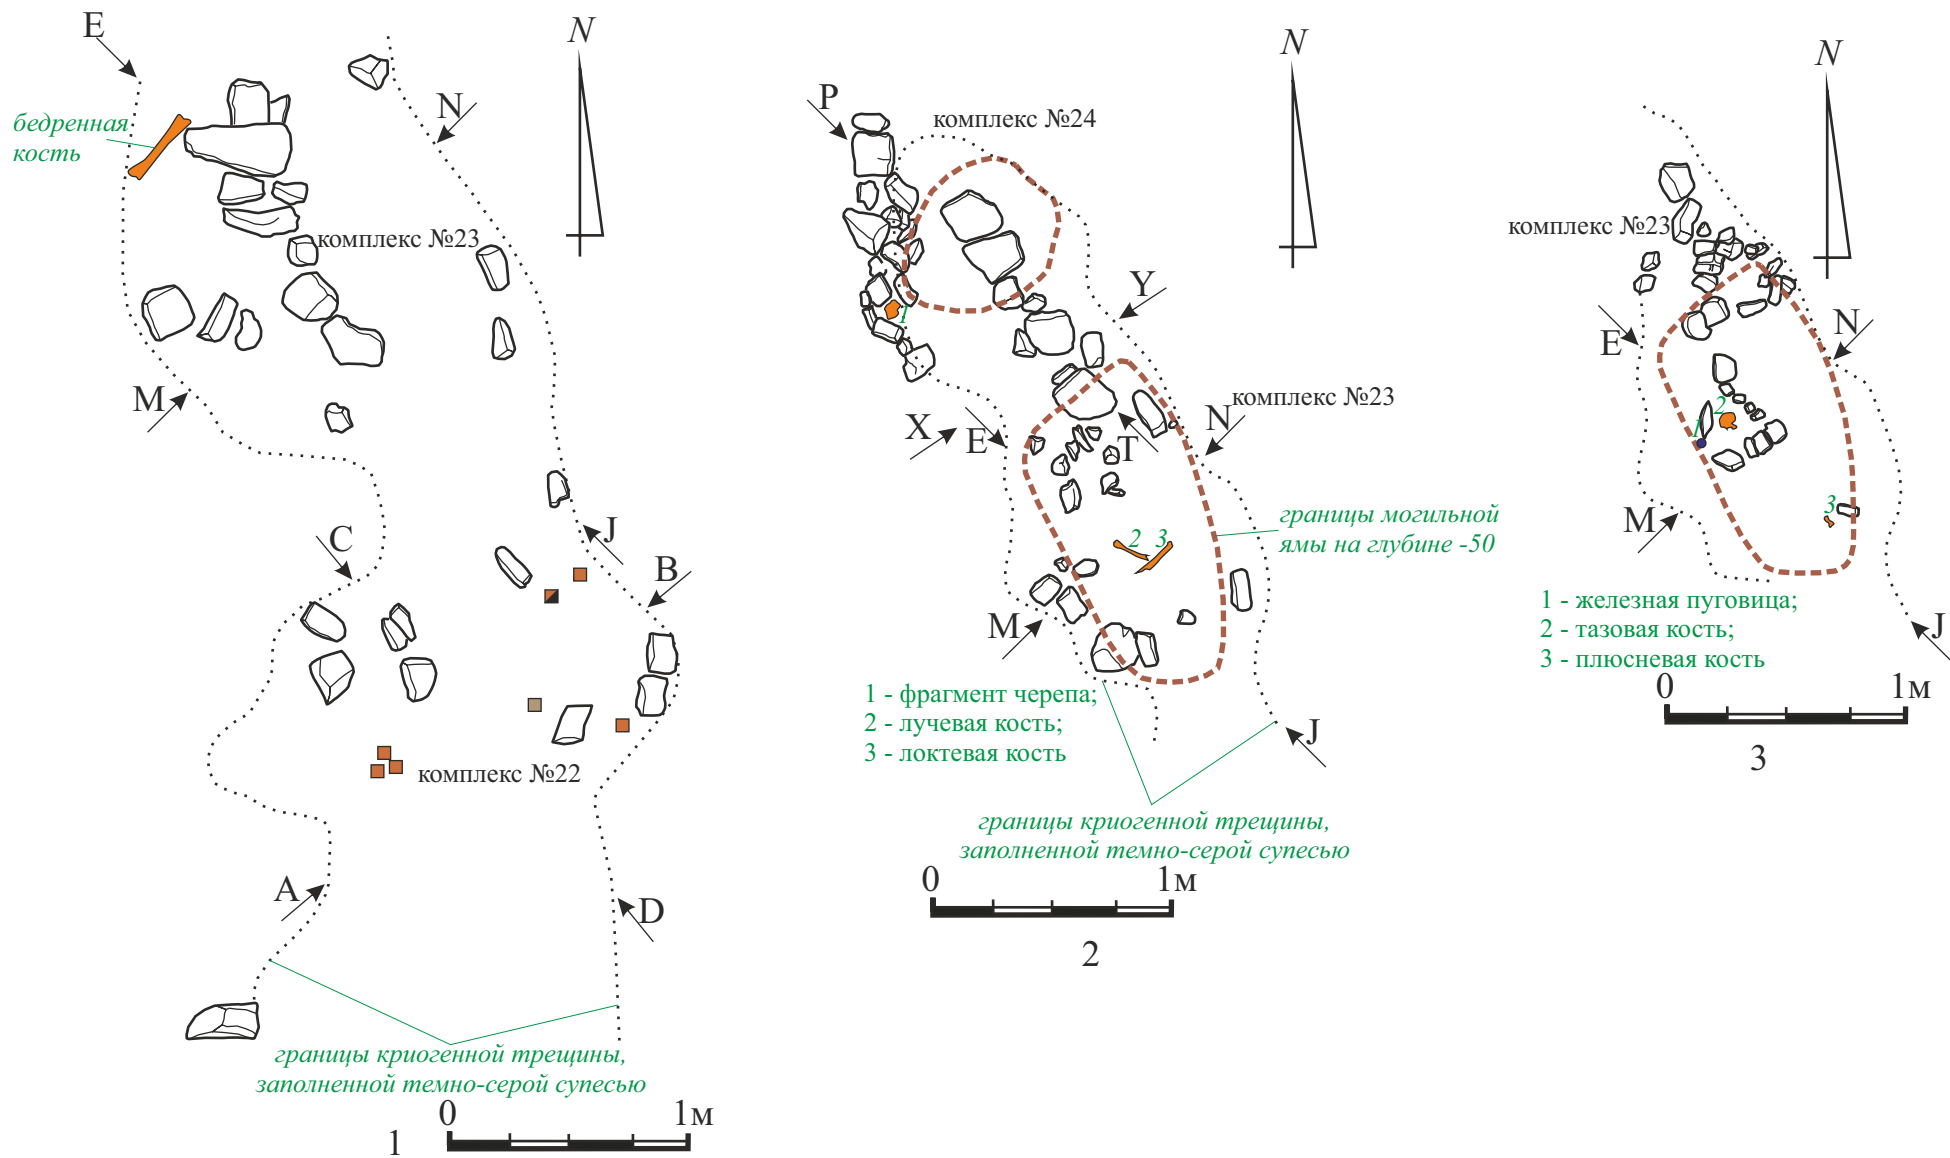 E
N
бедренная
кость
N
комплекс №23
M
C
J
B
комплекс №22
A
D
границы криогенной трещины,
заполненной темно-серой супесью
0 1м
1
N
P
комплекс №24
1
Y
X
E
T
N
комплекс №23
2 3
границы могильной
ямы на глубине -50
M
1 - фрагмент черепа;
2 - лучевая кость;
3 - локтевая кость
J
границы криогенной трещины,
заполненной темно-серой супесью
0 1м
2
N
комплекс №23
E
N
2
1
3
M
1 - железная пуговица;
2 - тазовая кость;
3 - плюсневая кость
J
0 1м
3